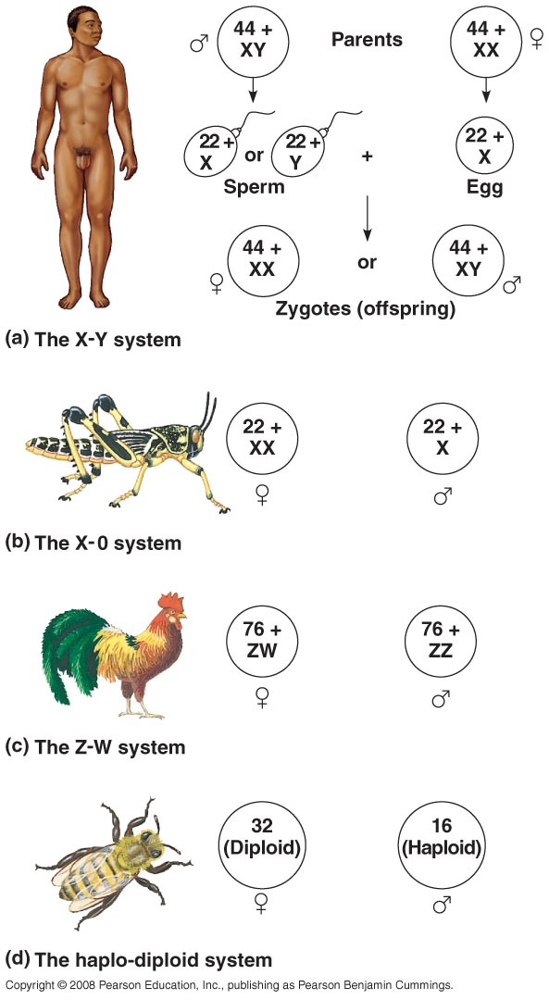 44 +
XY
Parents
44 +
XX
22 +
X
or
22 +
Y
+
22 +
X
Sperm
Egg
44 +
XX
or
44 +
XY
Zygotes (offspring)
(a) The X-Y system
22 +
XX
22 +
X
(b) The X-0 system
76 +
ZW
76 +
ZZ
(c) The Z-W system
32
(Diploid)
16
(Haploid)
(d) The haplo-diploid system
Copyright © 2008 Pearson Education, Inc., publishing as Pearson Benjamin Cummings.